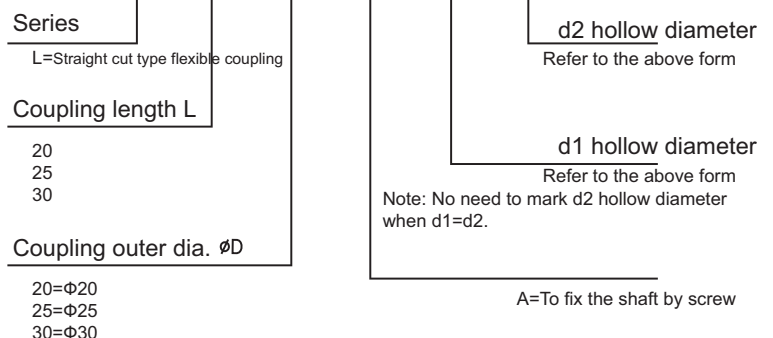 Series
L=Straight cut type flexible coupling
Coupling length L
20
25
30
Coupling outer dia. øD
20=Φ20
25=Φ25
30=Φ30
d2 hollow diameter
Refer to the above form
d1 hollow diameter
Refer to the above form
Note: No need to mark d2 hollow diameter
when d1=d2.
A=To fix the shaft by screw